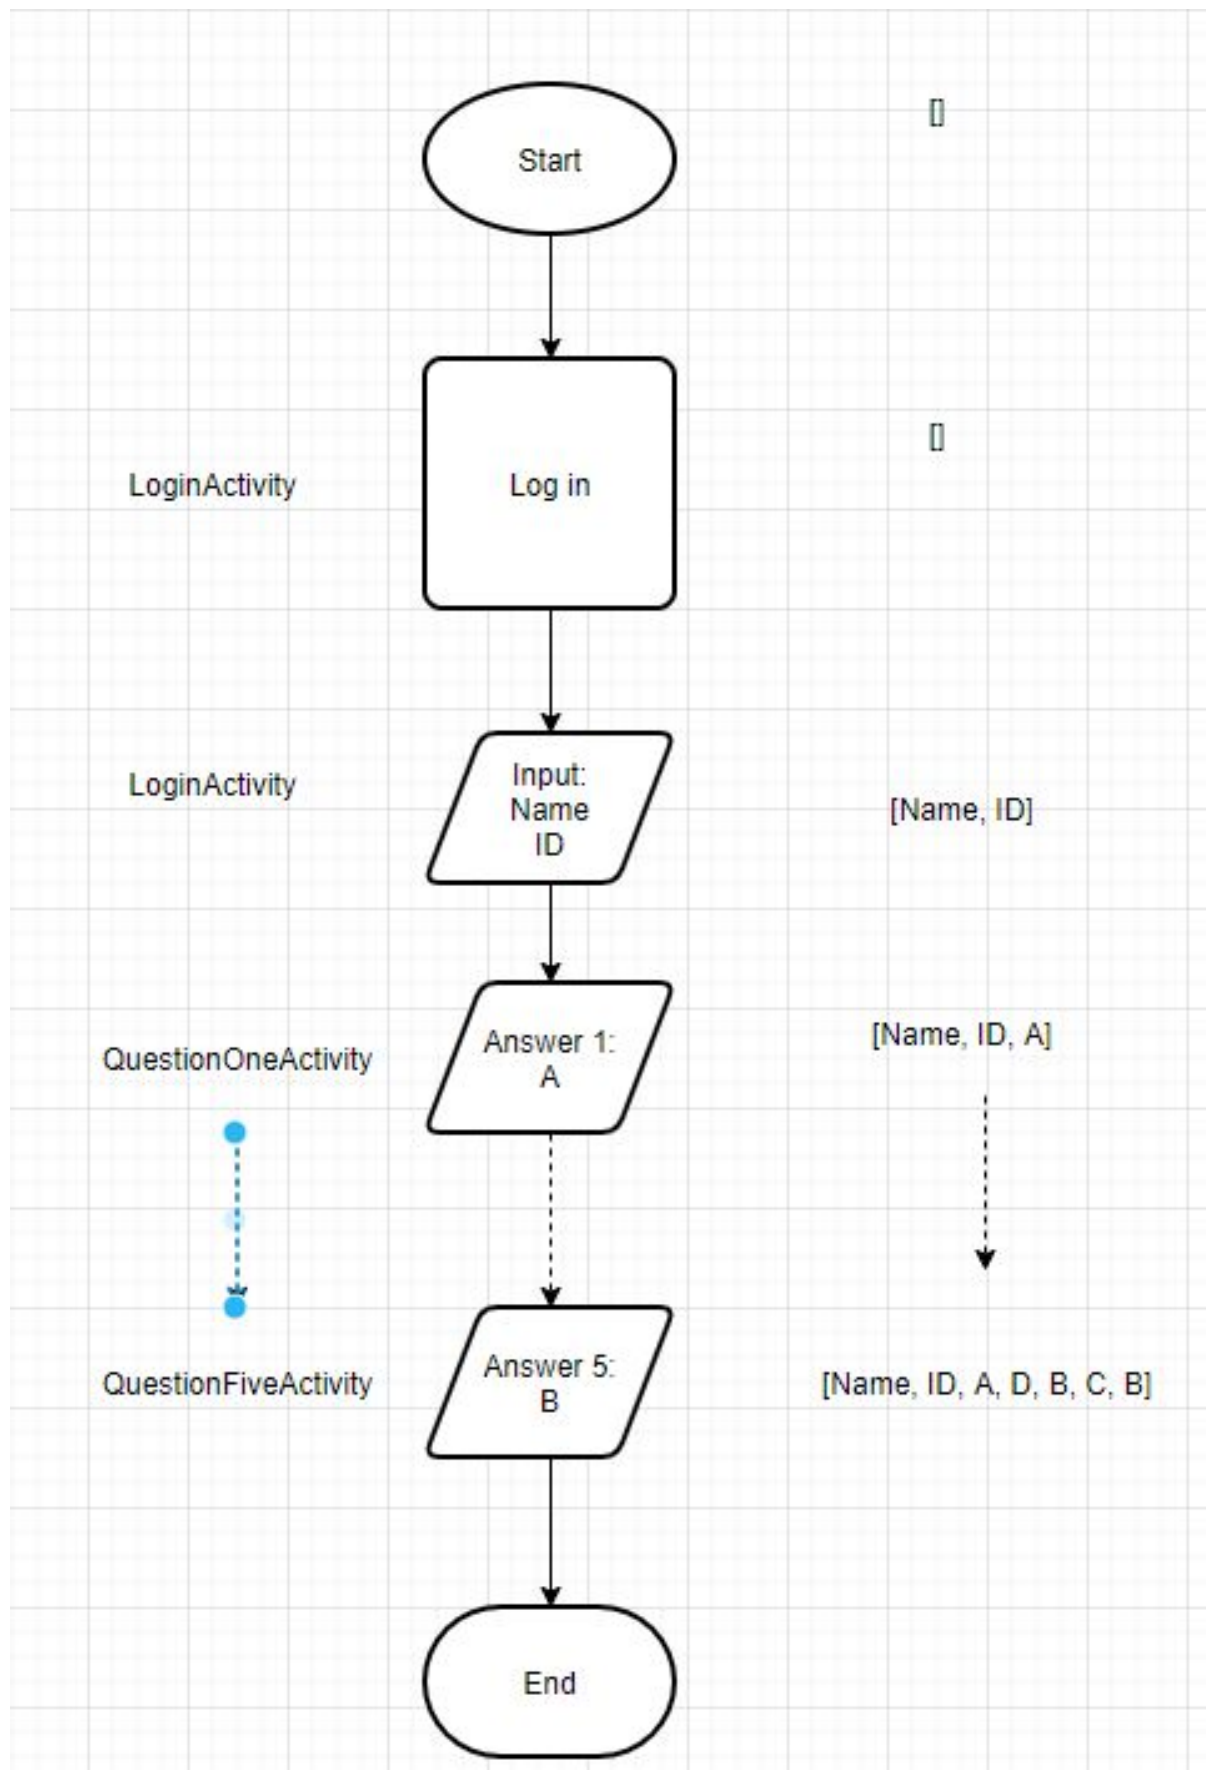 []
Start
[]
LoginActivity
Log in
LoginActivity
Input:
Name
ID
[Name, ID]
QuestionOneActivity
Answer 1:
A
[Name, ID, A]
QuestionFiveActivity
Answer 5:
B
[Name, ID, A, D, B, C, B]
End